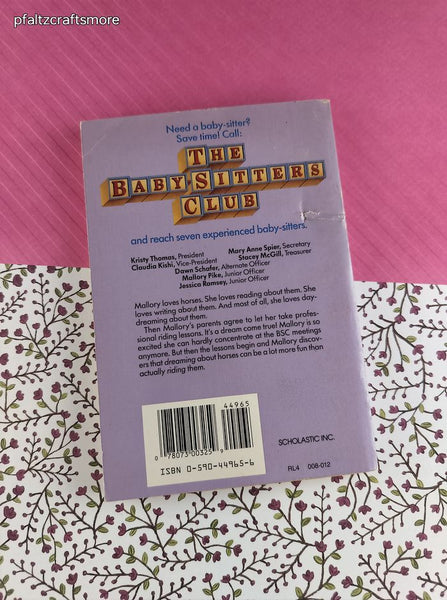 pfaltzcraftsmore
Need a baby-sitter?
Save time! Call:
THE
BABY-SITTERS
CLUB
and reach seven experienced baby-sitters.
Kristy Thomas, President
Mary Anne Spier, Secretary
Claudia Kishi, Vice-President
Stacey McGill, Treasurer
Dawn Schafer, Alternate Officer
Mallory Pike, Junior Officer
Jessica Ramsey, Junior Officer
Mallory loves horses. She loves reading about them. She
loves writing about them. And most of all, she loves day-
dreaming about them.
Then Mallory's parents agree to let her take profes-
sional riding lessons. It's a dream come true! Mallory is so
excited she can hardly concentrate at the BSC meetings
anymore. But then the lessons begin and Mallory discov-
ers that dreaming about horses can be a lot more fun than
actually riding them.
44965
0 78073 00325 0
ISBN 0-590-44965-6
SCHOLASTIC INC.
RL4 008-012